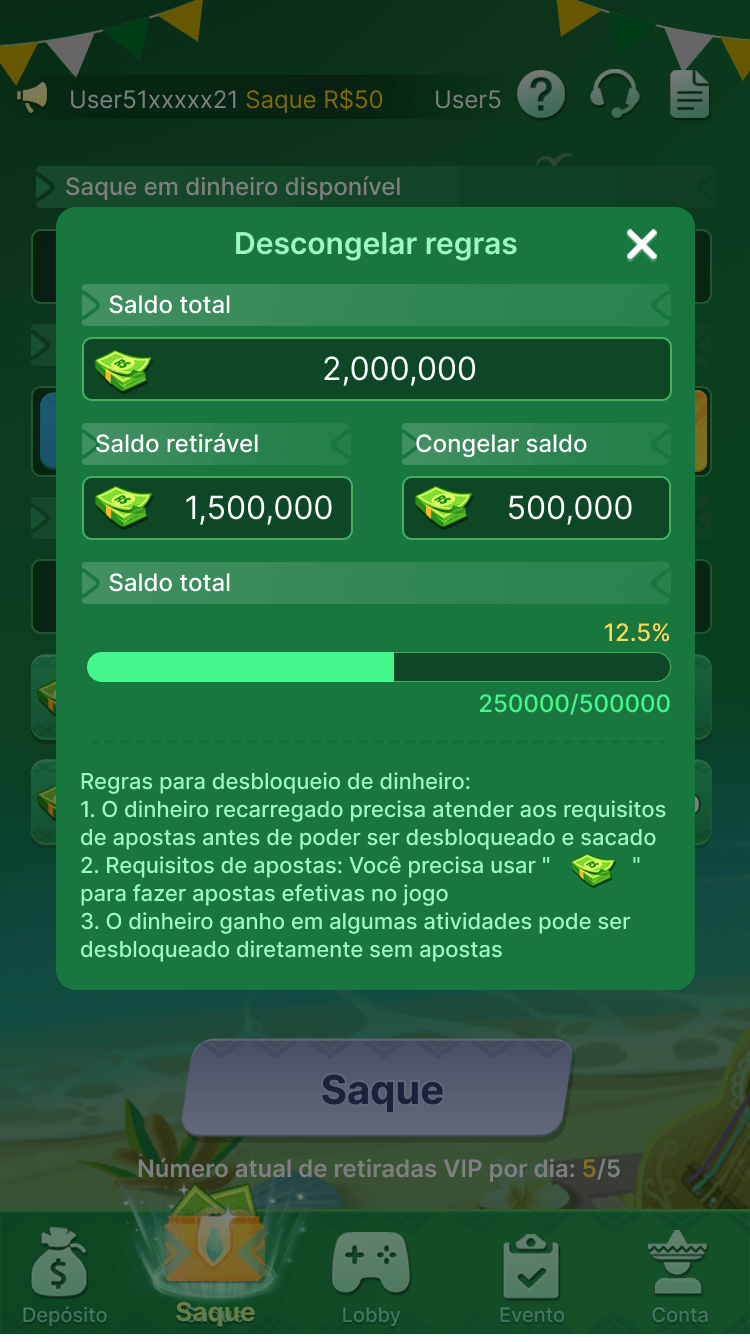 User51xxxxx21 Saque R$50 User5
Saque em dinheiro disponível
Descongelar regras
Saldo total
2,000,000
Saldo retirável
Congelar saldo
1,500,000
500,000
Saldo total
12.5%
250000/500000
Regras para desbloqueio de dinheiro:
1. O dinheiro recarregado precisa atender aos requisitos
de apostas antes de poder ser desbloqueado e sacado
2. Requisitos de apostas: Você precisa usar " "
para fazer apostas efetivas no jogo
3. O dinheiro ganho em algumas atividades pode ser
desbloqueado diretamente sem apostas
Saque
Número atual de retiradas VIP por dia: 5/5
Depósito
Saque
Lobby
Evento
Conta